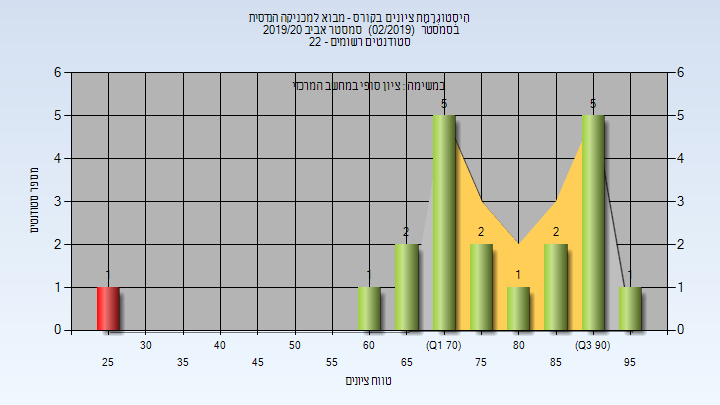 היסטוגרמת ציונים בקורס - מבוא למכניקה הנדסית
בסמסטר (02/2019) סמסטר אביב 2019/20
סטודנטים רשומים - 22
במשימה : ציון סופי במחשב המרכזי
מספר סטודנטים
6 6
5 5
4 4
3 3
2 2
1 1
0 0
1 1 2 5 2 1 2 5 1
30 40 50 60 (Q1 70) 80 (Q3 90)
25 35 45 55 65 75 85 95
טווח ציונים